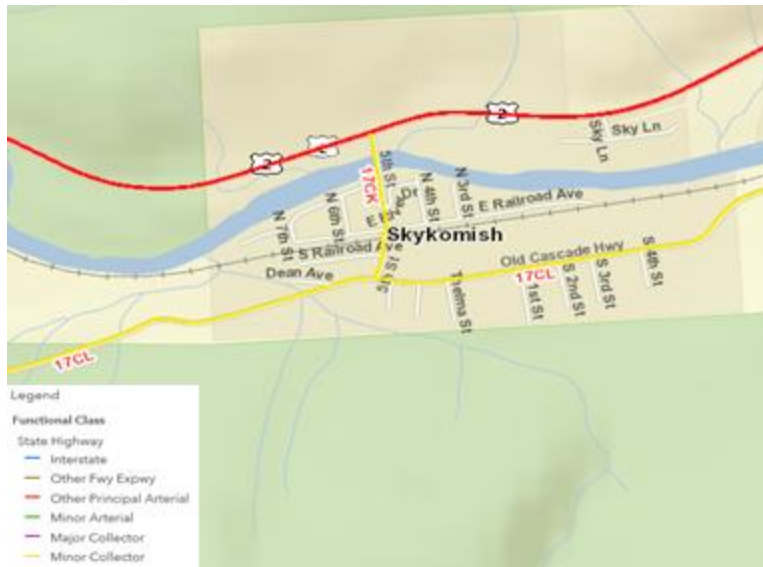 2
2
Sky Ln
Sky Ln
5th St
17CK
Dr
N 4th St
N 3rd St
E Railroad Ave
N 6th St
N 7th St
Skykomish
S Railroad Ave
Dean Ave
Old Cascade Hwy
17CL
Thelma St
1st St
S 2nd St
S 3rd St
S 4th St
17CL
Legend
Functional Class
State Highway
Interstate
Other Fwy Expwy
Other Principal Arterial
Minor Arterial
Major Collector
Minor Collector